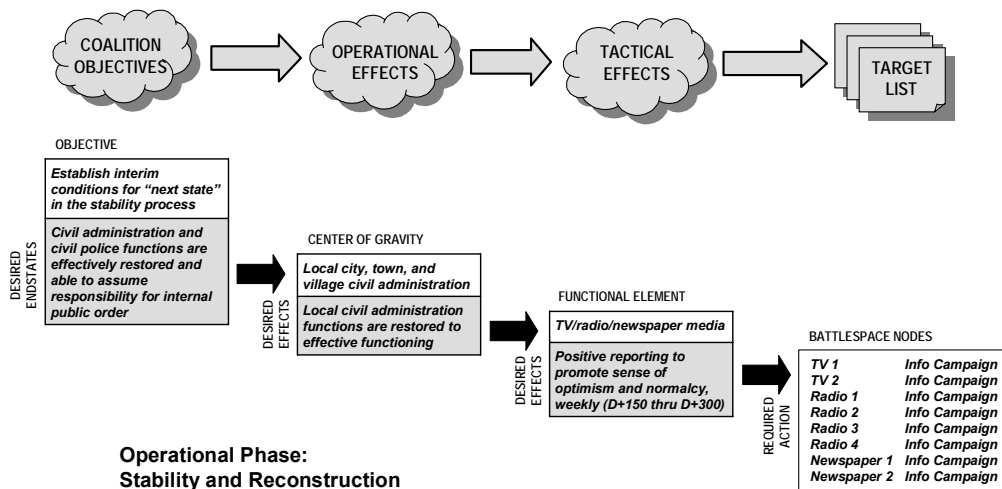 COALITION
OBJECTIVES
OPERATIONAL
EFFECTS
TACTICAL
EFFECTS
TARGET
LIST
OBJECTIVE
Establish interim
conditions for “next state”
in the stability process
DESIRED
ENDSTATES
Civil administration and
civil police functions are
effectively restored and
able to assume
responsibility for internal
public order
CENTER OF GRAVITY
Local city, town, and
village civil administration
DESIRED
EFFECTS
Local civil administration
functions are restored to
effective functioning
FUNCTIONAL ELEMENT
TV/radio/newspaper media
DESIRED
EFFECTS
Positive reporting to
promote sense of
optimism and normalcy,
weekly (D+150 thru D+300)
BATTLESPACE NODES
REQUIRED
ACTION
TV 1 Info Campaign
TV 2 Info Campaign
Radio 1 Info Campaign
Radio 2 Info Campaign
Radio 3 Info Campaign
Radio 4 Info Campaign
Newspaper 1 Info Campaign
Newspaper 2 Info Campaign
Operational Phase:
Stability and Reconstruction